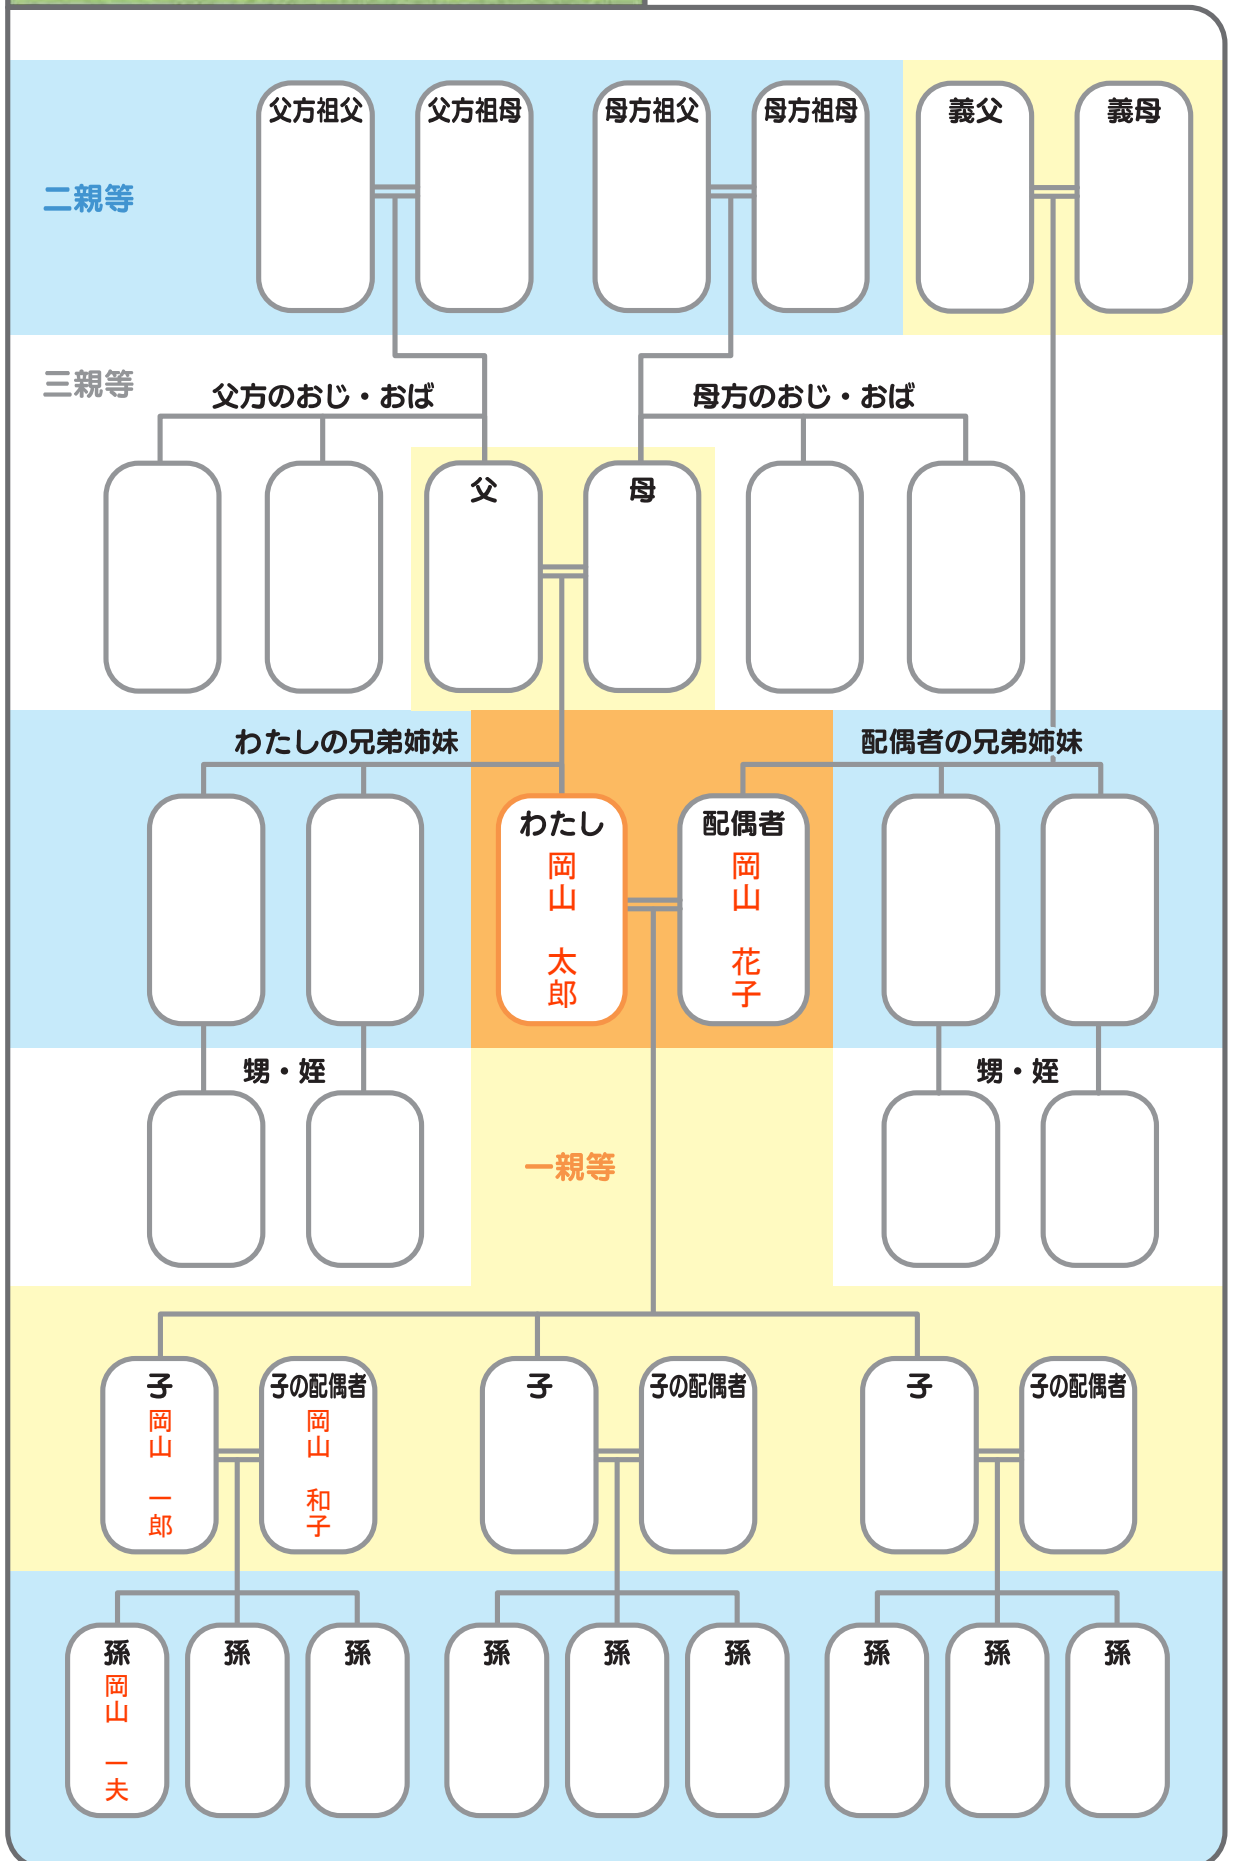 父方祖父
父方祖母
母方祖父
母方祖母
義父
義母
二親等
三親等
父方のおじ・おば
母方のおじ・おば
父
母
わたしの兄弟姉妹
配偶者の兄弟姉妹
わたし
岡山 太郎
配偶者
岡山 花子
甥・姪
甥・姪
一親等
子
岡山 一郎
子の配偶者
岡山 和子
子
子の配偶者
子
子の配偶者
孫
岡山 一夫
孫
孫
孫
孫
孫
孫
孫
孫